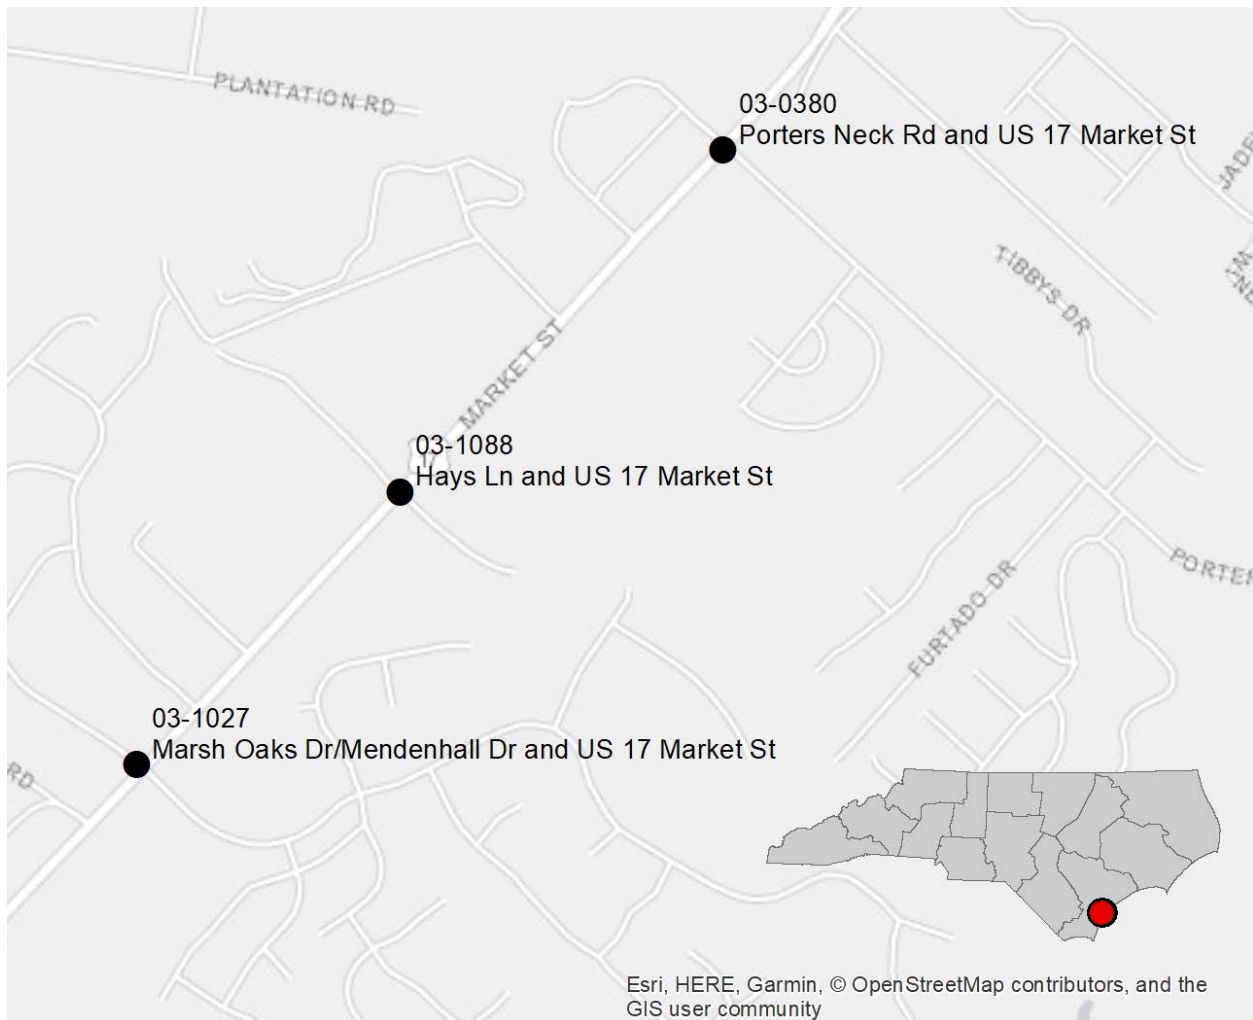 PLANTATION RD
03-0380
Porters Neck Rd and US 17 Market St
JADE
TIBBYS DR
MARKET ST
03-1088
17
Hays Ln and US 17 Market St
PORTER
FURTADO DR
03-1027
Marsh Oaks Dr/Mendenhall Dr and US 17 Market St
RD
Esri, HERE, Garmin, © OpenStreetMap contributors, and the
GIS user community